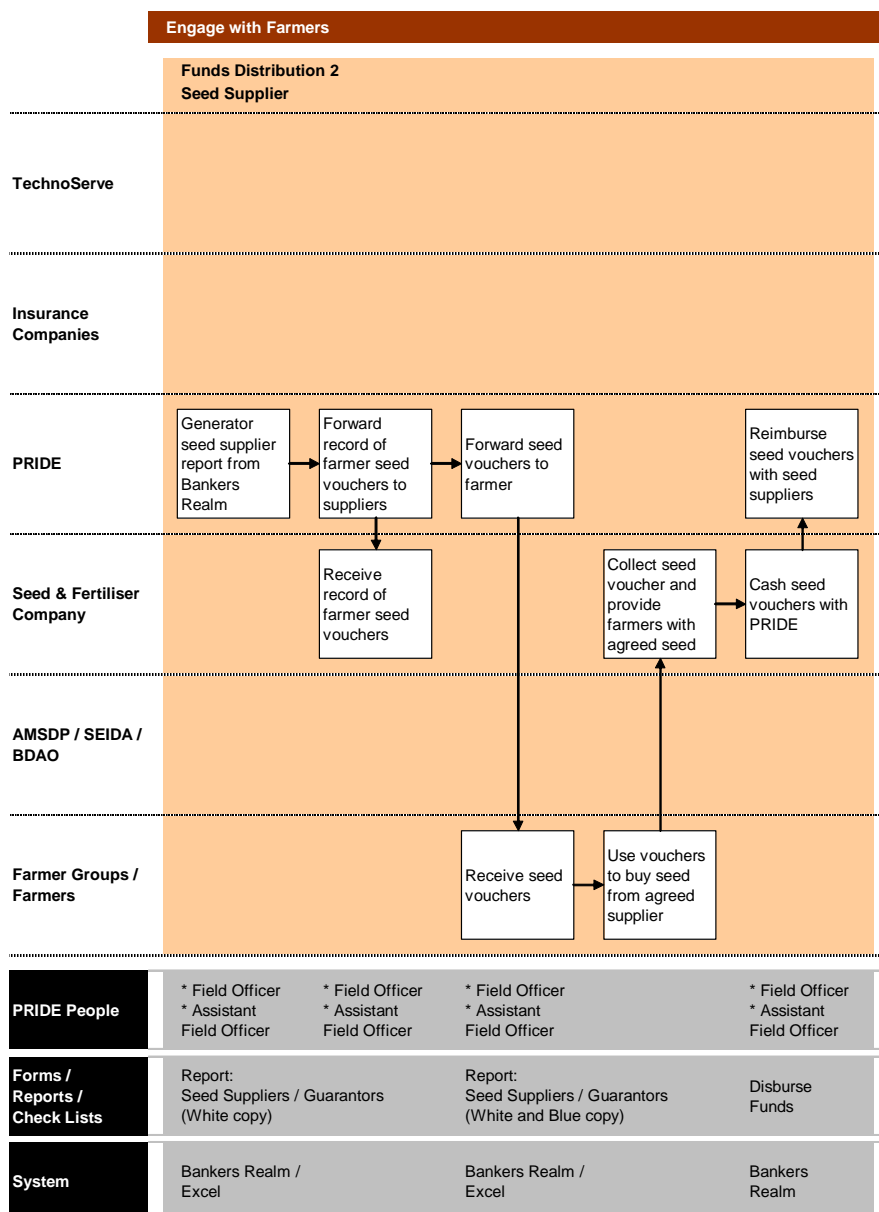 Engage with Farmers
Funds Distribution 2
Seed Supplier
TechnoServe
Insurance
Companies
PRIDE
Generator
seed supplier
report from
Bankers
Realm
Forward
record of
farmer seed
vouchers to
suppliers
Forward seed
vouchers to
farmer
Reimburse
seed vouchers
with seed
suppliers
Seed & Fertiliser
Company
Receive
record of
farmer seed
vouchers
Collect seed
voucher and
provide
farmers with
agreed seed
Cash seed
vouchers with
PRIDE
AMSDP / SEIDA /
BDAO
Farmer Groups /
Farmers
Receive seed
vouchers
Use vouchers
to buy seed
from agreed
supplier
PRIDE People
* Field Officer
* Assistant
Field Officer
* Field Officer
* Assistant
Field Officer
* Field Officer
* Assistant
Field Officer
* Field Officer
* Assistant
Field Officer
Forms /
Reports /
Check Lists
Report:
Seed Suppliers / Guarantors
(White copy)
Report:
Seed Suppliers / Guarantors
(White and Blue copy)
Disburse
Funds
System
Bankers Realm /
Excel
Bankers Realm /
Excel
Bankers
Realm